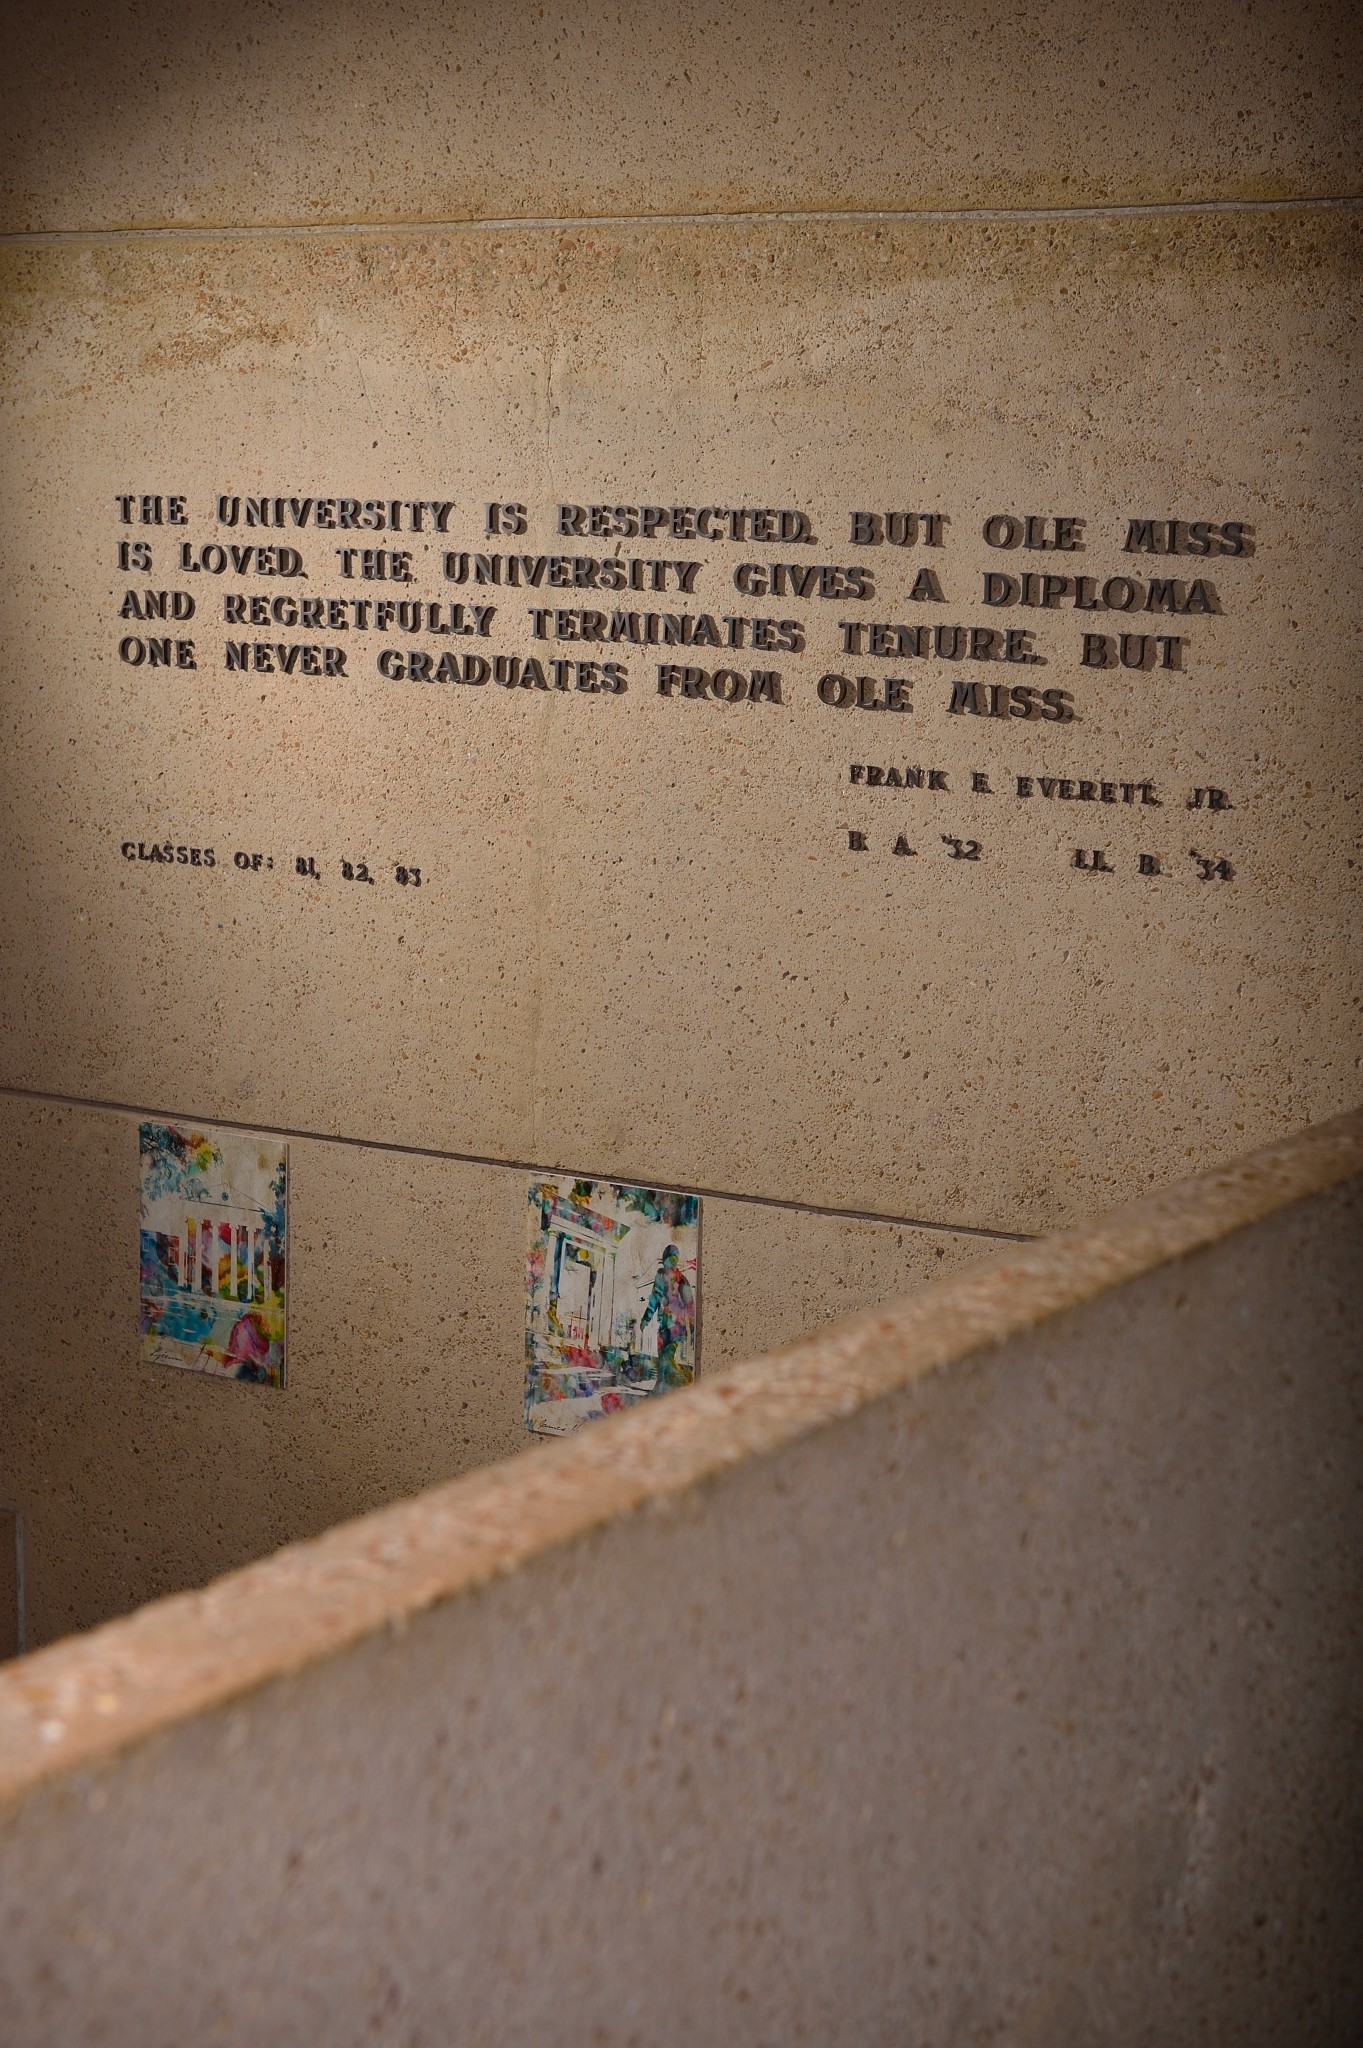 THE UNIVERSITY IS RESPECTED, BUT OLE MISS
IS LOVED. THE UNIVERSITY GIVES A DIPLOMA
AND REGRETFULLY TERMINATES TENURE. BUT
ONE NEVER GRADUATES FROM OLE MISS.
FRANK E. EVERETT, JR.
B. A. '32 LL. B. '34
CLASSES OF: 81, 82, 83